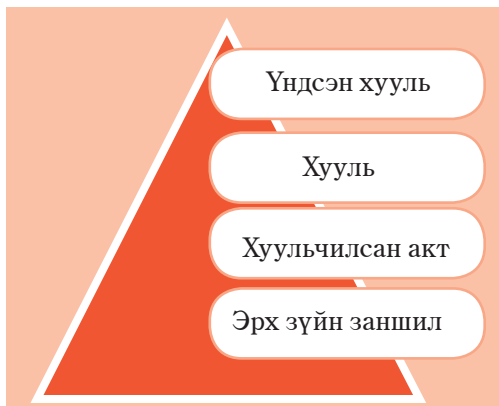 Үндсэн хууль
Хууль
Хуульчилсан акт
Эрх зүйн заншил